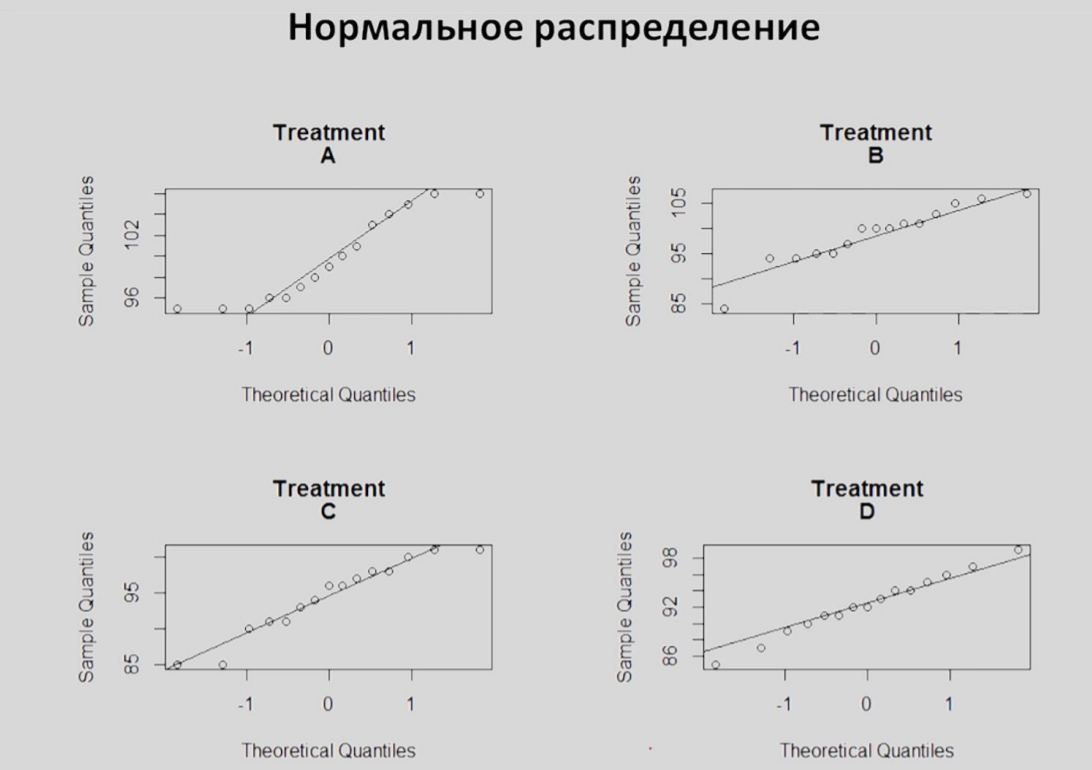 Нормальное распределение
Treatment
A
Sample Quantiles
96
102
-1 0 1
Theoretical Quantiles
Treatment
B
Sample Quantiles
85
95
105
-1 0 1
Theoretical Quantiles
Treatment
C
Sample Quantiles
85
95
-1 0 1
Theoretical Quantiles
Treatment
D
Sample Quantiles
86
92
98
-1 0 1
Theoretical Quantiles